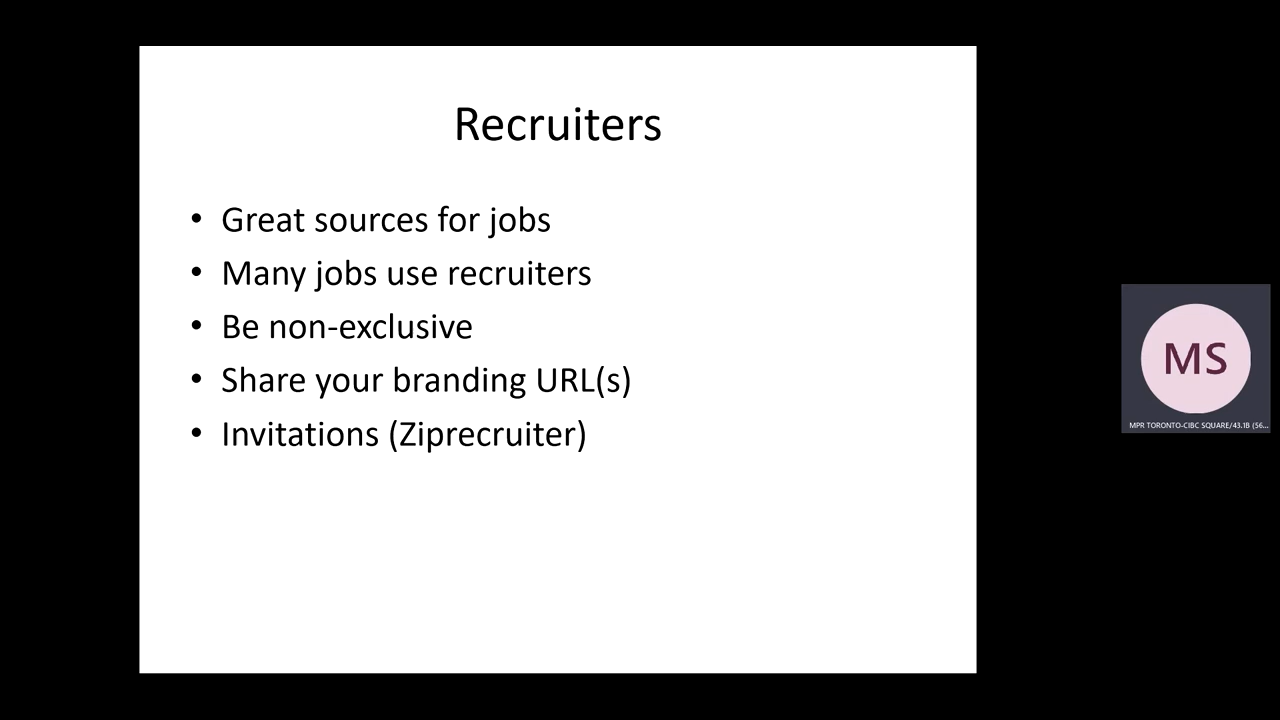 Recruiters
• Great sources for jobs
• Many jobs use recruiters
• Be non-exclusive
• Share your branding URL(s)
• Invitations (Ziprecruiter)
MS
MPR TORONTO-CIBC SQUARE/43.1B (56...